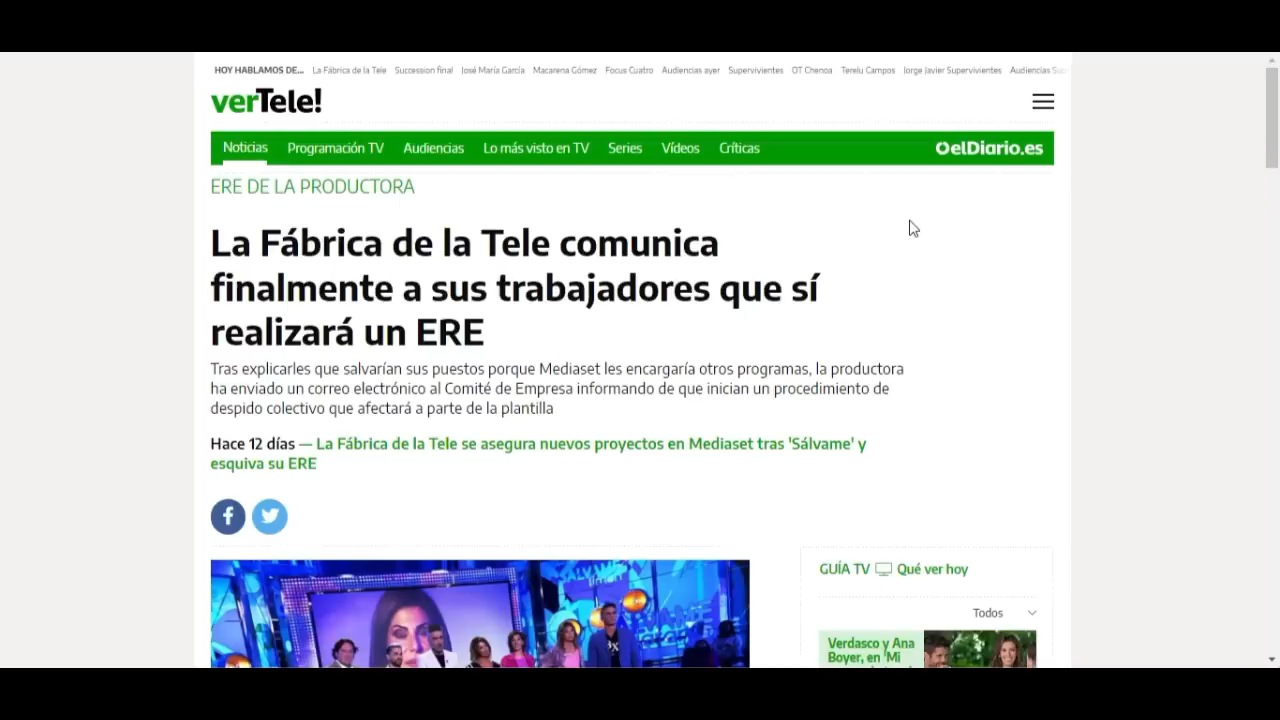 HOY HABLAMOS DE... La Fábrica de la Tele Succession final José María García Macarena Gómez Focus Cuatro Audiencias ayer Supervivientes OT Chenoa Terelu Campos Jorge Javier Supervivientes Audiencias
verTele!
Noticias Programación TV Audiencias Lo más visto en TV Series Vídeos Críticas elDiario.es
ERE DE LA PRODUCTORA
La Fábrica de la Tele comunica
finalmente a sus trabajadores que sí
realizará un ERE
Tras explicarles que salvarían sus puestos porque Mediaset les encargaría otros programas, la productora
ha enviado un correo electrónico al Comité de Empresa informando de que inician un procedimiento de
despido colectivo que afectará a parte de la plantilla
Hace 12 días — La Fábrica de la Tele se asegura nuevos proyectos en Mediaset tras 'Sálvame' y
esquiva su ERE
GUÍA TV Qué ver hoy
Todos
Verdasco y Ana
Boyer, en 'Mi